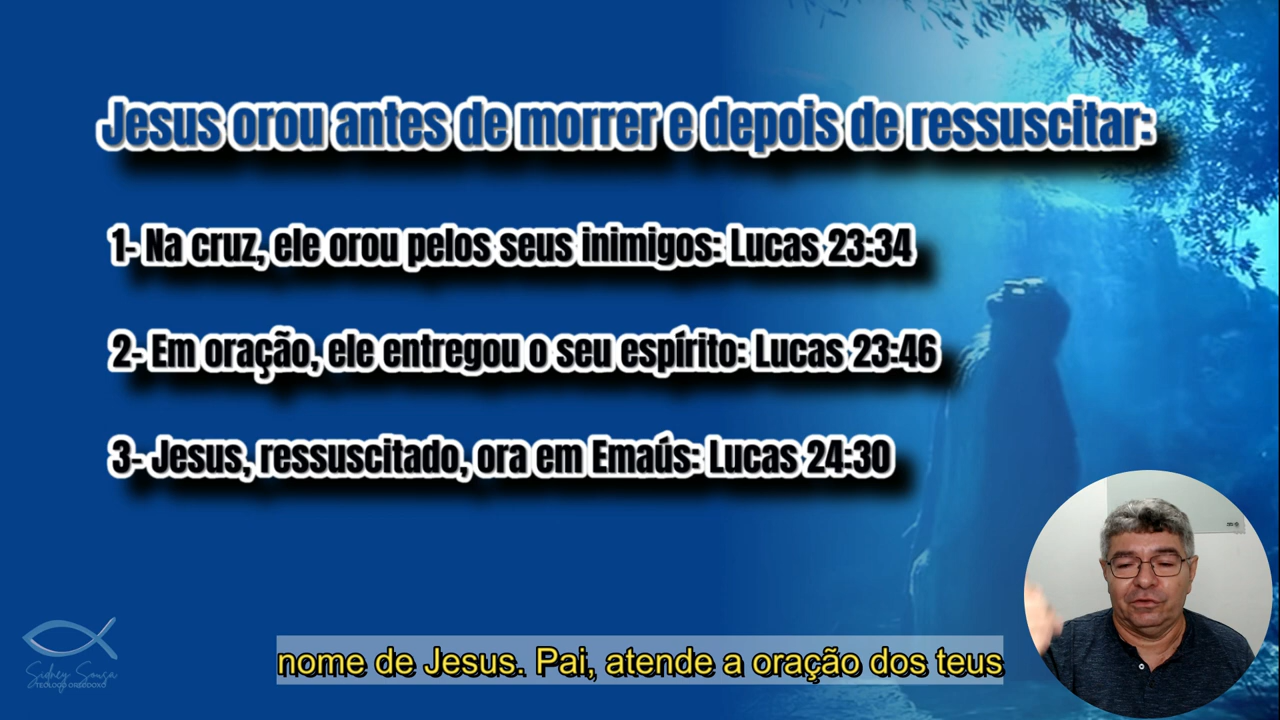 Jesus orou antes de morrer e depois de ressuscitar:
1- Na cruz, ele orou pelos seus inimigos: Lucas 23:34
2- Em oração, ele entregou o seu espírito: Lucas 23:46
3- Jesus, ressuscitado, ora em Emaús: Lucas 24:30
Sidney Sousa
TEÓLOGO ORTODOXO
nome de Jesus. Pai, atende a oração dos teus